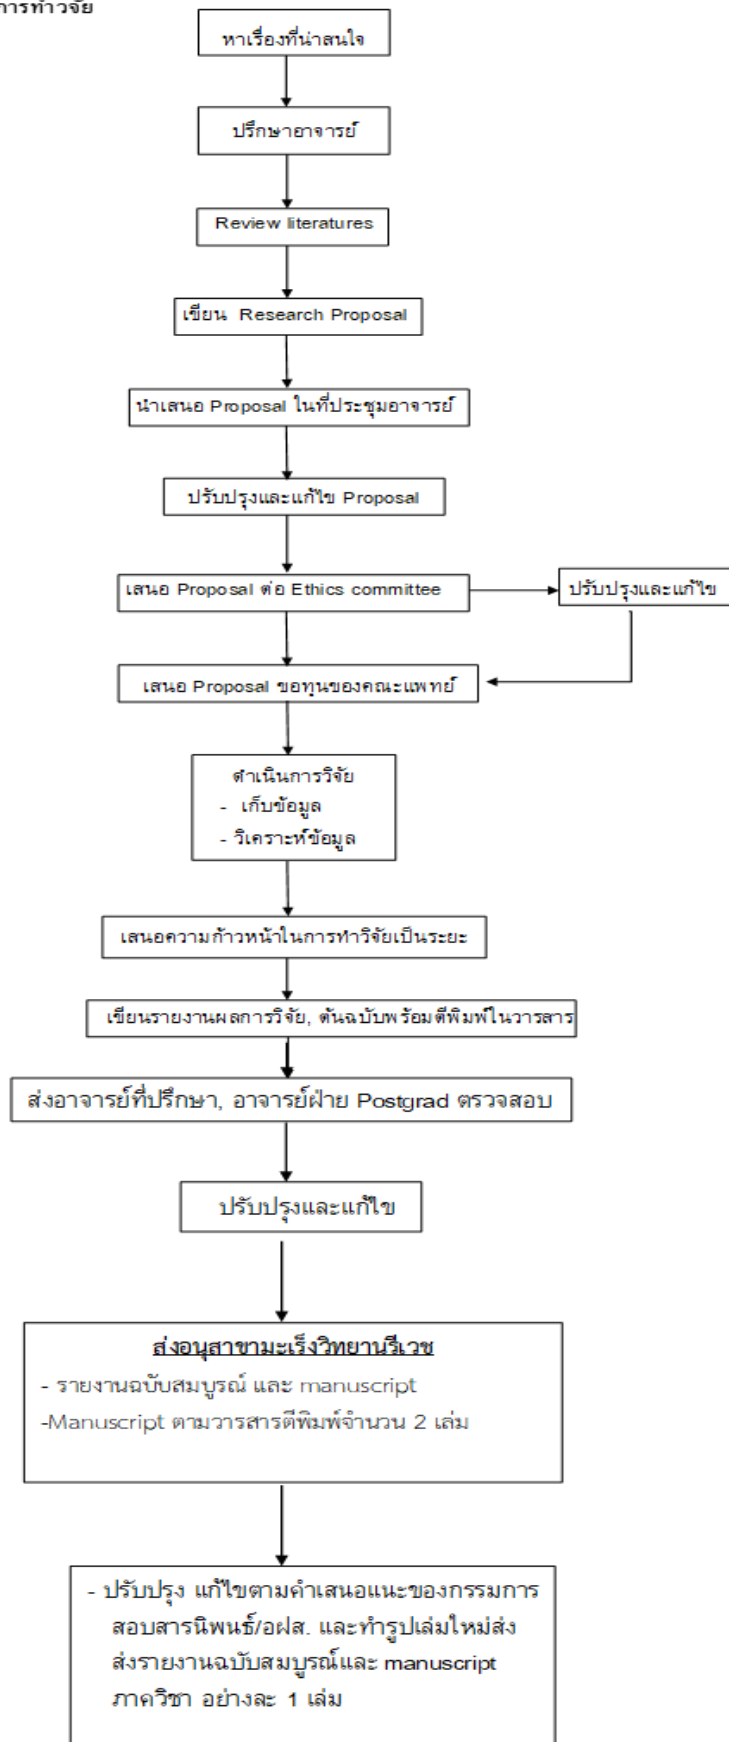 การทำวิจัย
หาเรื่องที่น่าสนใจ
ปรึกษาอาจารย์
Review literatures
เขียน Research Proposal
นำเสนอ Proposal ในที่ประชุมอาจารย์
ปรับปรุงและแก้ไข Proposal
เสนอ Proposal ต่อ Ethics committee
ปรับปรุงและแก้ไข
เสนอ Proposal ขอทุนของคณะแพทย์
ดำเนินการวิจัย
- เก็บข้อมูล
- วิเคราะห์ข้อมูล
เสนอความก้าวหน้าในการทำวิจัยเป็นระยะ
เขียนรายงานผลการวิจัย, ต้นฉบับพร้อมตีพิมพ์ในวารสาร
ส่งอาจารย์ที่ปรึกษา, อาจารย์ฝ่าย Postgrad ตรวจสอบ
ปรับปรุงและแก้ไข
ส่งอนุสาขามะเร็งวิทยานรีเวช
- รายงานฉบับสมบูรณ์ และ manuscript
-Manuscript ตามวารสารตีพิมพ์จำนวน 2 เล่ม
- ปรับปรุง แก้ไขตามคำเสนอแนะของกรรมการ
สอบสารนิพนธ์/อฝส. และทำรูปเล่มใหม่ส่ง
ส่งรายงานฉบับสมบูรณ์และ manuscript
ภาควิชา อย่างละ 1 เล่ม